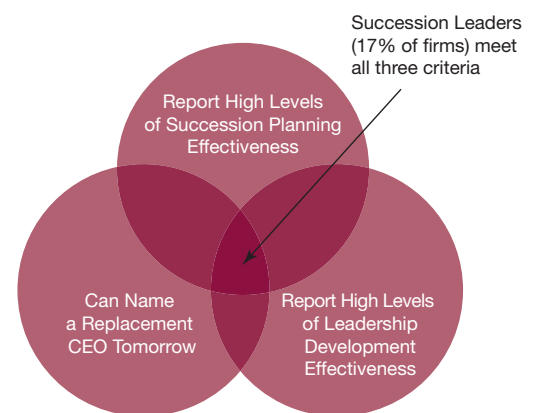 Succession Leaders
(17% of firms) meet
all three criteria
Report High Levels
of Succession Planning
Effectiveness
Can Name
a Replacement
CEO Tomorrow
Report High Levels
of Leadership
Development
Effectiveness